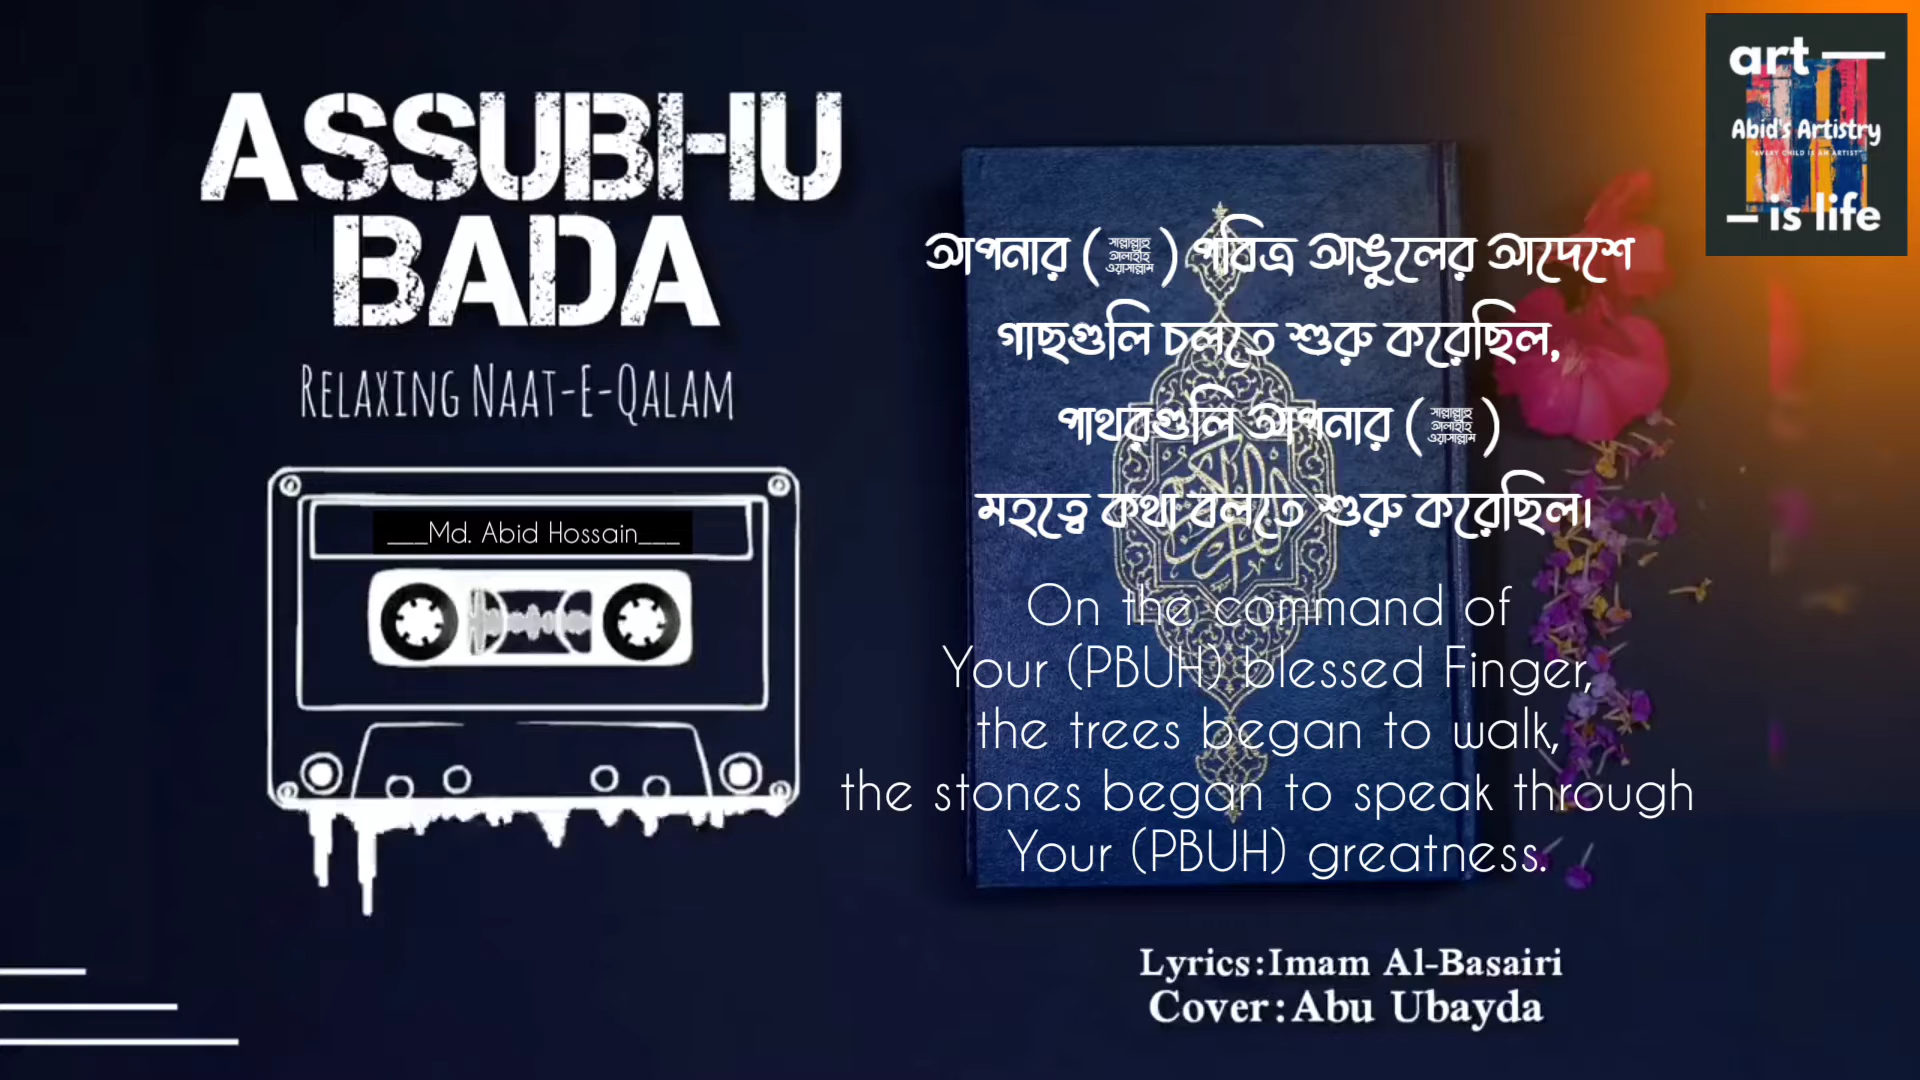 ASSUBHU
BADA
RELAXING NAAT-E-QALAM
___Md. Abid Hossain___
আপনার (সাল্লাল্লাহু আলাইহি ওয়াসাল্লাম) পবিত্র আঙুলের আদেশে
গাছগুলি চলতে শুরু করেছিল,
পাথরগুলি আপনার (সাল্লাল্লাহু আলাইহি ওয়াসাল্লাম)
মহত্বে কথা বলতে শুরু করেছিল।
On the command of
Your (PBUH) blessed Finger,
the trees began to walk,
the stones began to speak through
Your (PBUH) greatness.
Lyrics:Imam Al-Basairi
Cover:Abu Ubayda
art —
Abid's Artistry
"EVERY CHILD IS AN ARTIST"
— is life